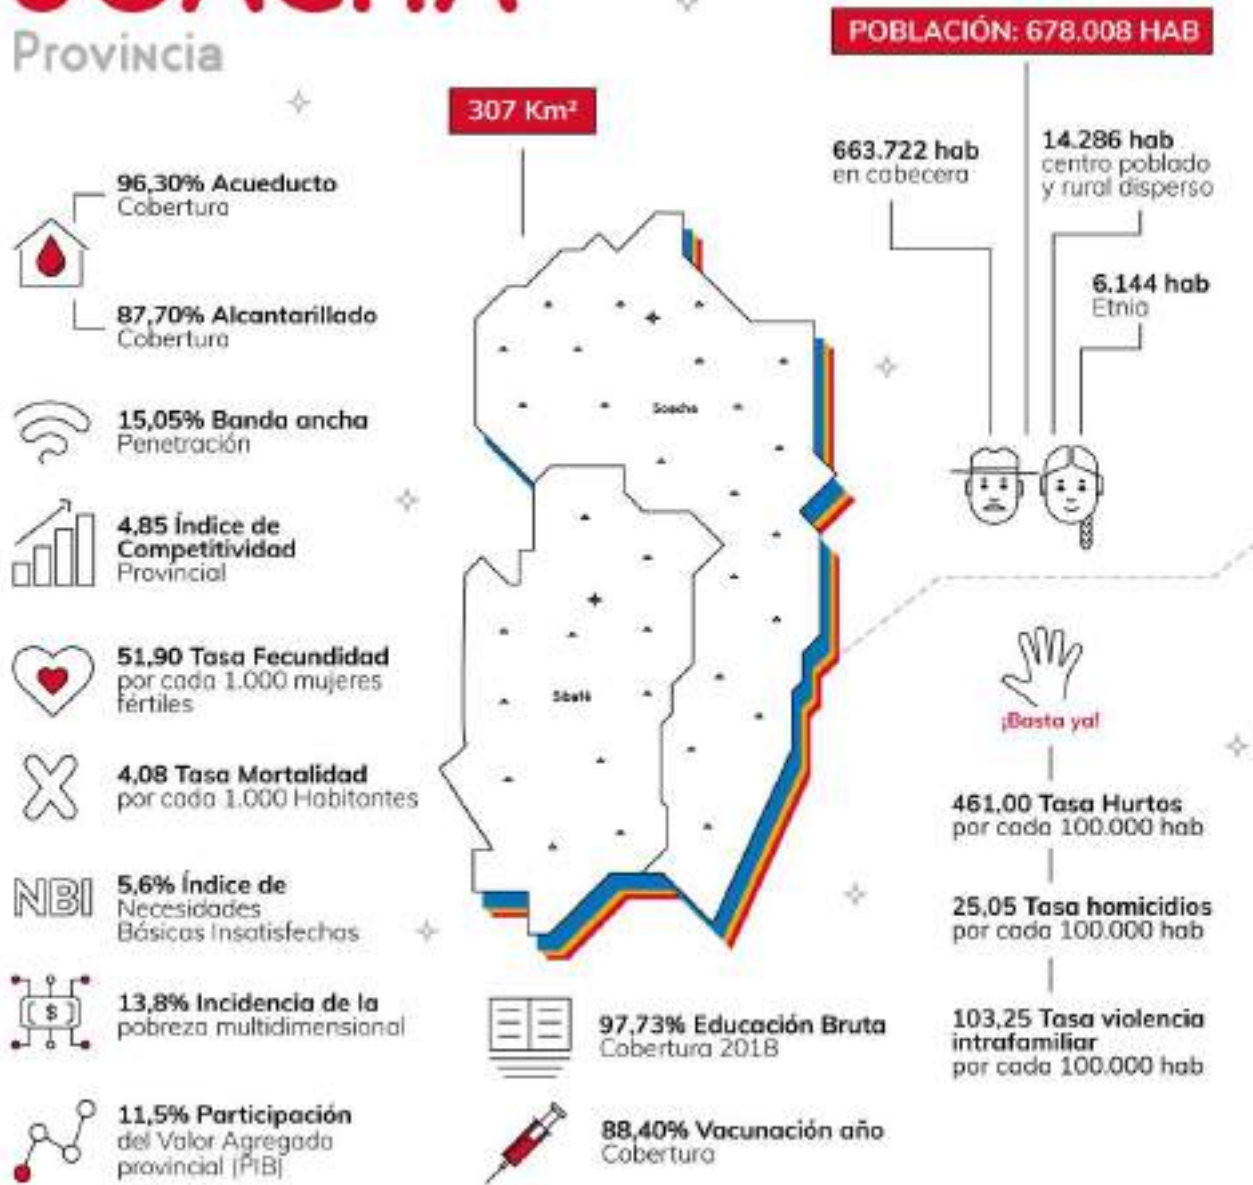 SOACHA
Provincia
POBLACIÓN: 678.008 HAB
307 Km²
663.722 hab
en cabecera
14.286 hab
centro poblado
y rural disperso
6.144 hab
Etnia
96,30% Acueducto
Cobertura
87,70% Alcantarillado
Cobertura
15,05% Banda ancha
Penetración
4,85 Índice de
Competitividad
Provincial
51,90 Tasa Fecundidad
por cada 1.000 mujeres
fértiles
4,08 Tasa Mortalidad
por cada 1.000 Habitantes
NBI
5,6% Índice de
Necesidades
Básicas Insatisfechas
$
13,8% Incidencia de la
pobreza multidimensional
11,5% Participación
del Valor Agregado
provincial (PIB)
Soacha
Sibaté
97,73% Educación Bruta
Cobertura 2018
88,40% Vacunación año
Cobertura
¡Basta ya!
461,00 Tasa Hurtos
por cada 100.000 hab
25,05 Tasa homicidios
por cada 100.000 hab
103,25 Tasa violencia
intrafamiliar
por cada 100.000 hab